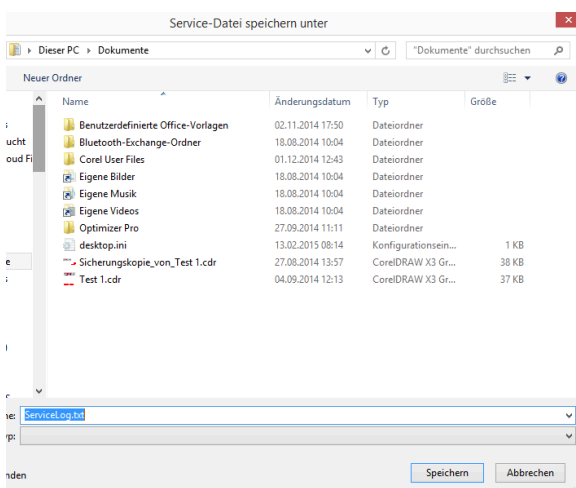 Service-Datei speichern unter
Dieser PC Dokumente "Dokumente" durchsuchen
Neuer Ordner
Name Änderungsdatum Typ Größe
Benutzerdefinierte Office-Vorlagen 02.11.2014 17:50 Dateiordner
ucht Bluetooth-Exchange-Ordner 18.08.2014 10:04 Dateiordner
oud Fi Corel User Files 01.12.2014 12:43 Dateiordner
Eigene Bilder 18.08.2014 10:04 Dateiordner
Eigene Musik 18.08.2014 10:04 Dateiordner
Eigene Videos 18.08.2014 10:04 Dateiordner
Optimizer Pro 27.09.2014 11:11 Dateiordner
desktop.ini 13.02.2015 08:14 Konfigurationsein... 1 KB
e Sicherungskopie_von_Test 1.cdr 27.08.2014 13:57 CorelDRAW X3 Gr... 38 KB
Test 1.cdr 04.09.2014 12:13 CorelDRAW X3 Gr... 37 KB
ne: ServiceLog.txt
yp:
nden Speichern Abbrechen